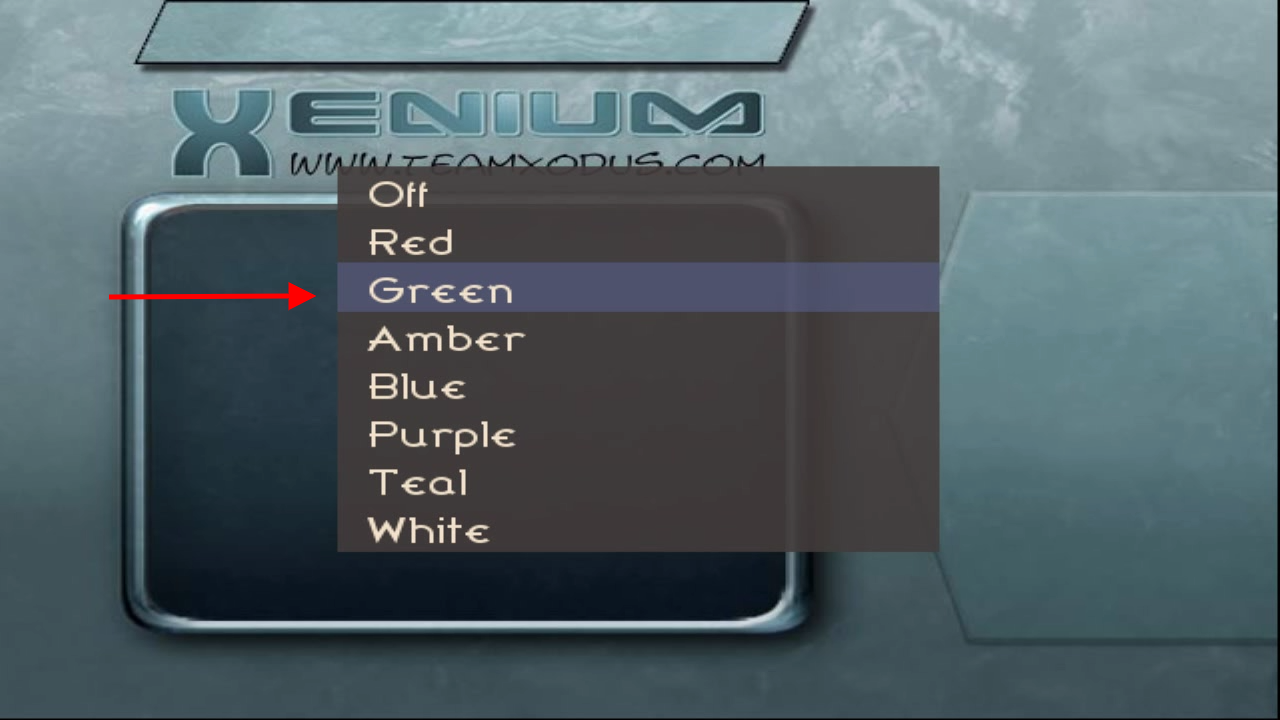 XENIUM
WWW.TEAMXODUS.COM
Off
Red
Green
Amber
Blue
Purple
Teal
White